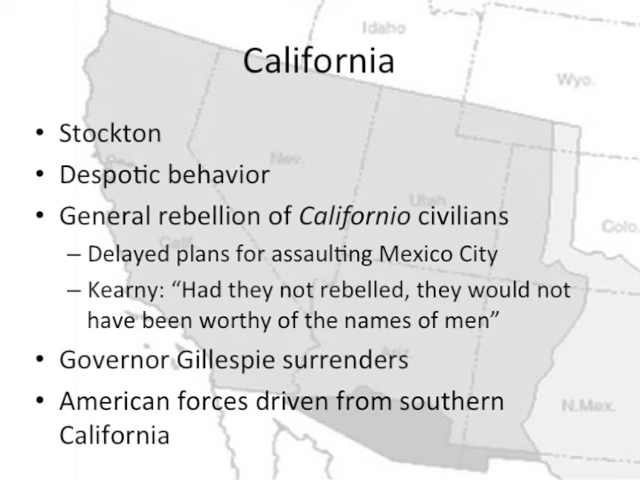 Idaho
California
Wyo.
• Stockton
• Despotic behavior
Nev.
Utah
• General rebellion of Californio civilians
Colo.
Calif.
– Delayed plans for assaulting Mexico City
– Kearny: “Had they not rebelled, they would not
have been worthy of the names of men”
• Governor Gillespie surrenders
Ariz.
• American forces driven from southern
California
N.Mex.